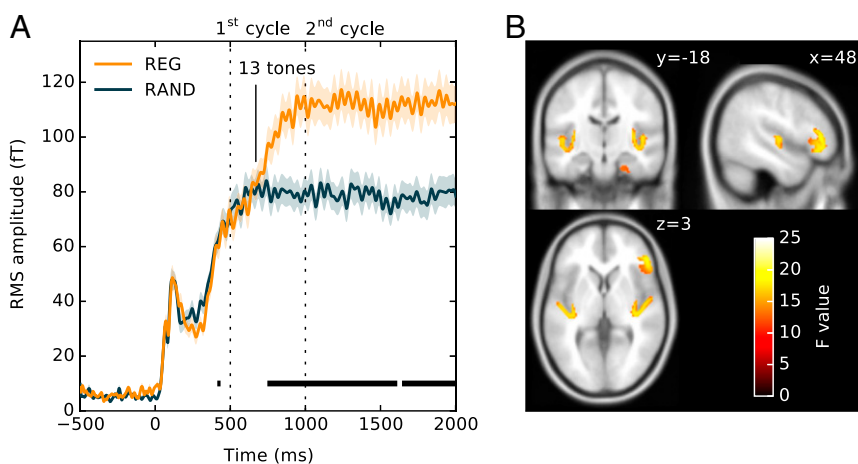 A
1st cycle 2nd cycle
REG
RAND
13 tones
RMS amplitude (fT)
120
100
80
60
40
20
0
−500 0 500 1000 1500 2000
Time (ms)
B
y=-18
x=48
z=3
25
20
15
10
5
0
F value